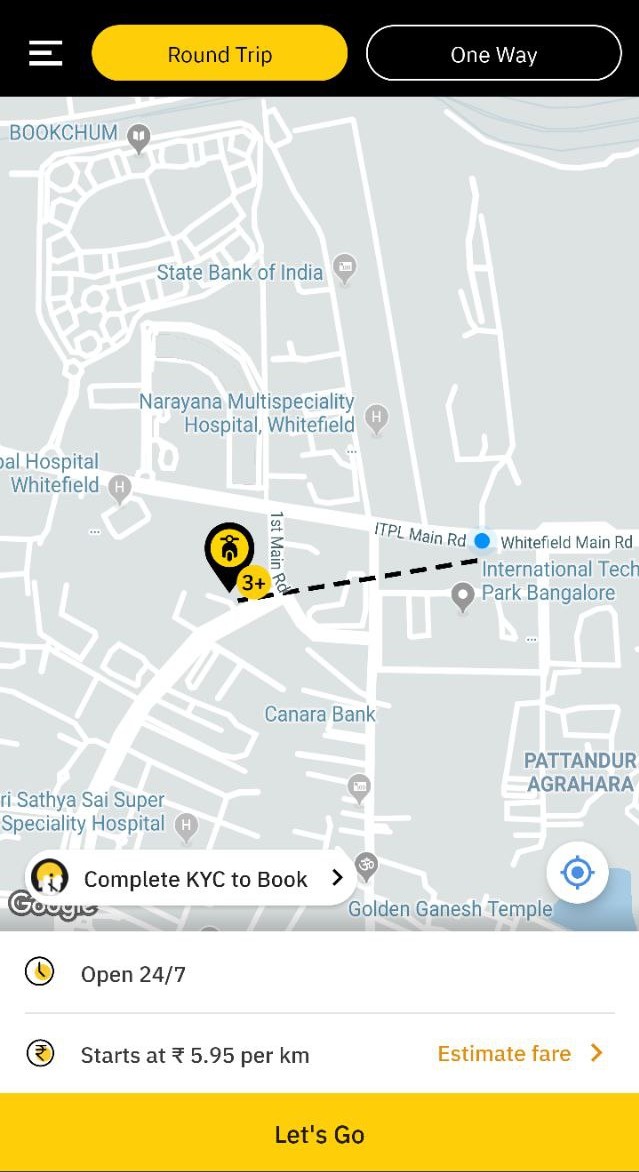 Round Trip
One Way
BOOKCHUM
State Bank of India
Narayana Multispeciality
Hospital, Whitefield
pal Hospital
Whitefield
...
...
1st Main Rd
ITPL Main Rd
Whitefield Main Rd
3+
International Tech
Park Bangalore
...
Canara Bank
PATTANDUR
AGRAHARA
ri Sathya Sai Super
Speciality Hospital
Complete KYC to Book
Google
Golden Ganesh Temple
Open 24/7
Starts at ₹ 5.95 per km
Estimate fare
Let's Go